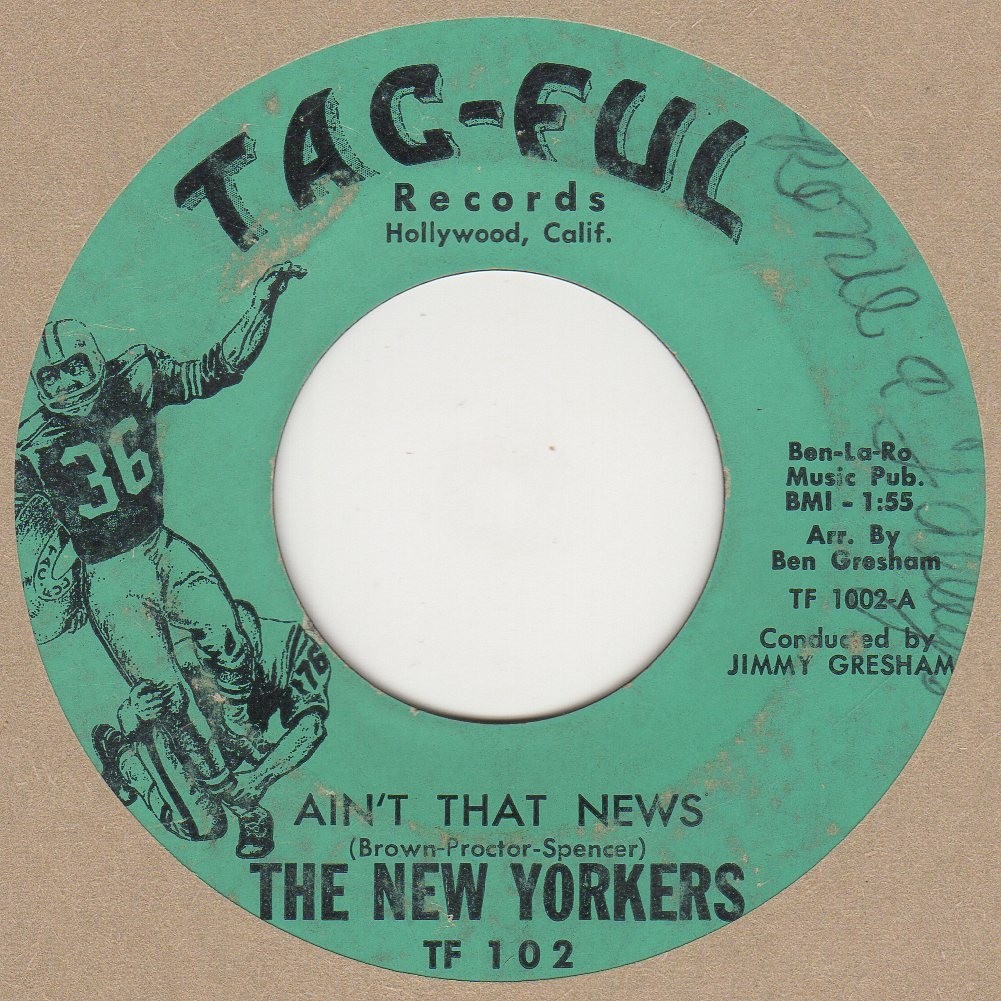 TAC-FUL
Records
Hollywood, Calif.
36
76
Ben-La-Ro
Music Pub.
BMI - 1:55
Arr. By
Ben Gresham
TF 1002-A
Conducted by
JIMMY GRESHAM
AIN'T THAT NEWS
(Brown-Proctor-Spencer)
THE NEW YORKERS
TF 102